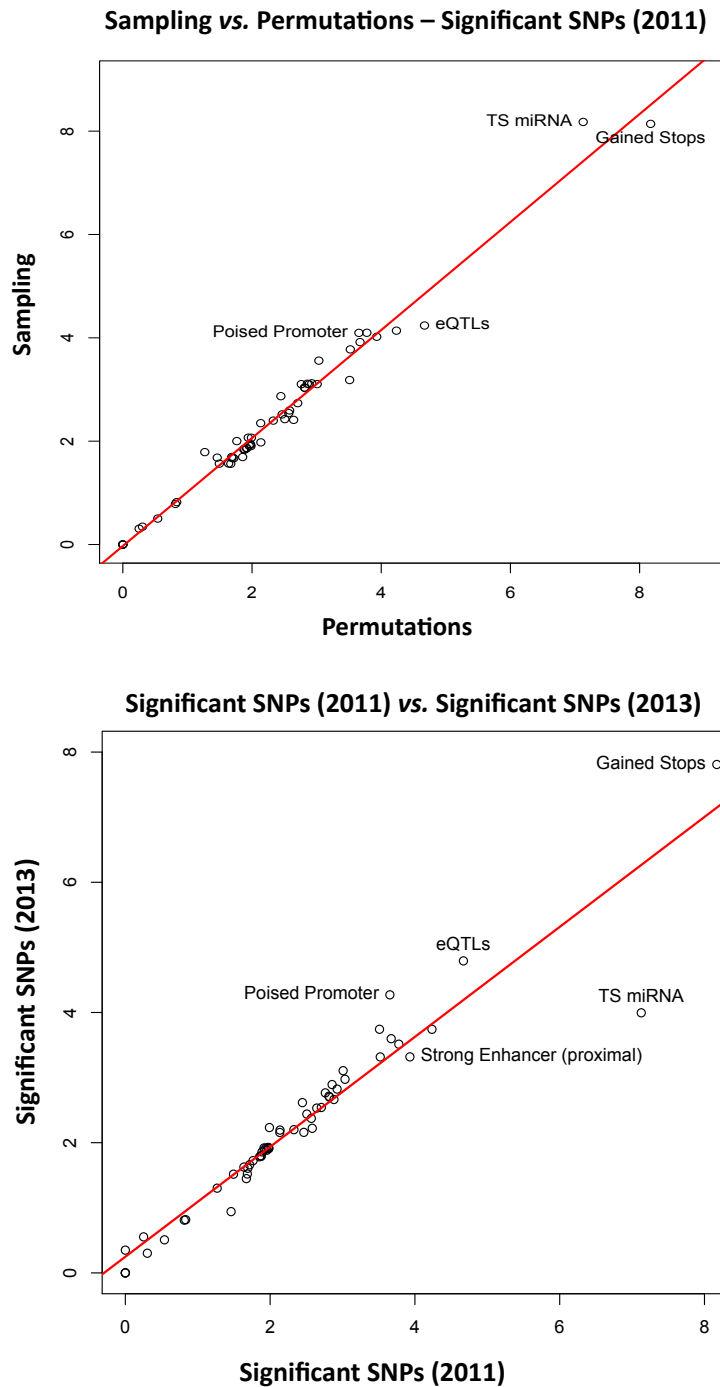 Sampling vs. Permutations – Significant SNPs (2011)
8
6
4
2
0
Sampling
TS miRNA
Gained Stops
Poised Promoter
eQTLs
0 2 4 6 8
Permutations
Significant SNPs (2011) vs. Significant SNPs (2013)
8
6
4
2
0
Significant SNPs (2013)
Gained Stops
eQTLs
Poised Promoter
TS miRNA
Strong Enhancer (proximal)
0 2 4 6 8
Significant SNPs (2011)